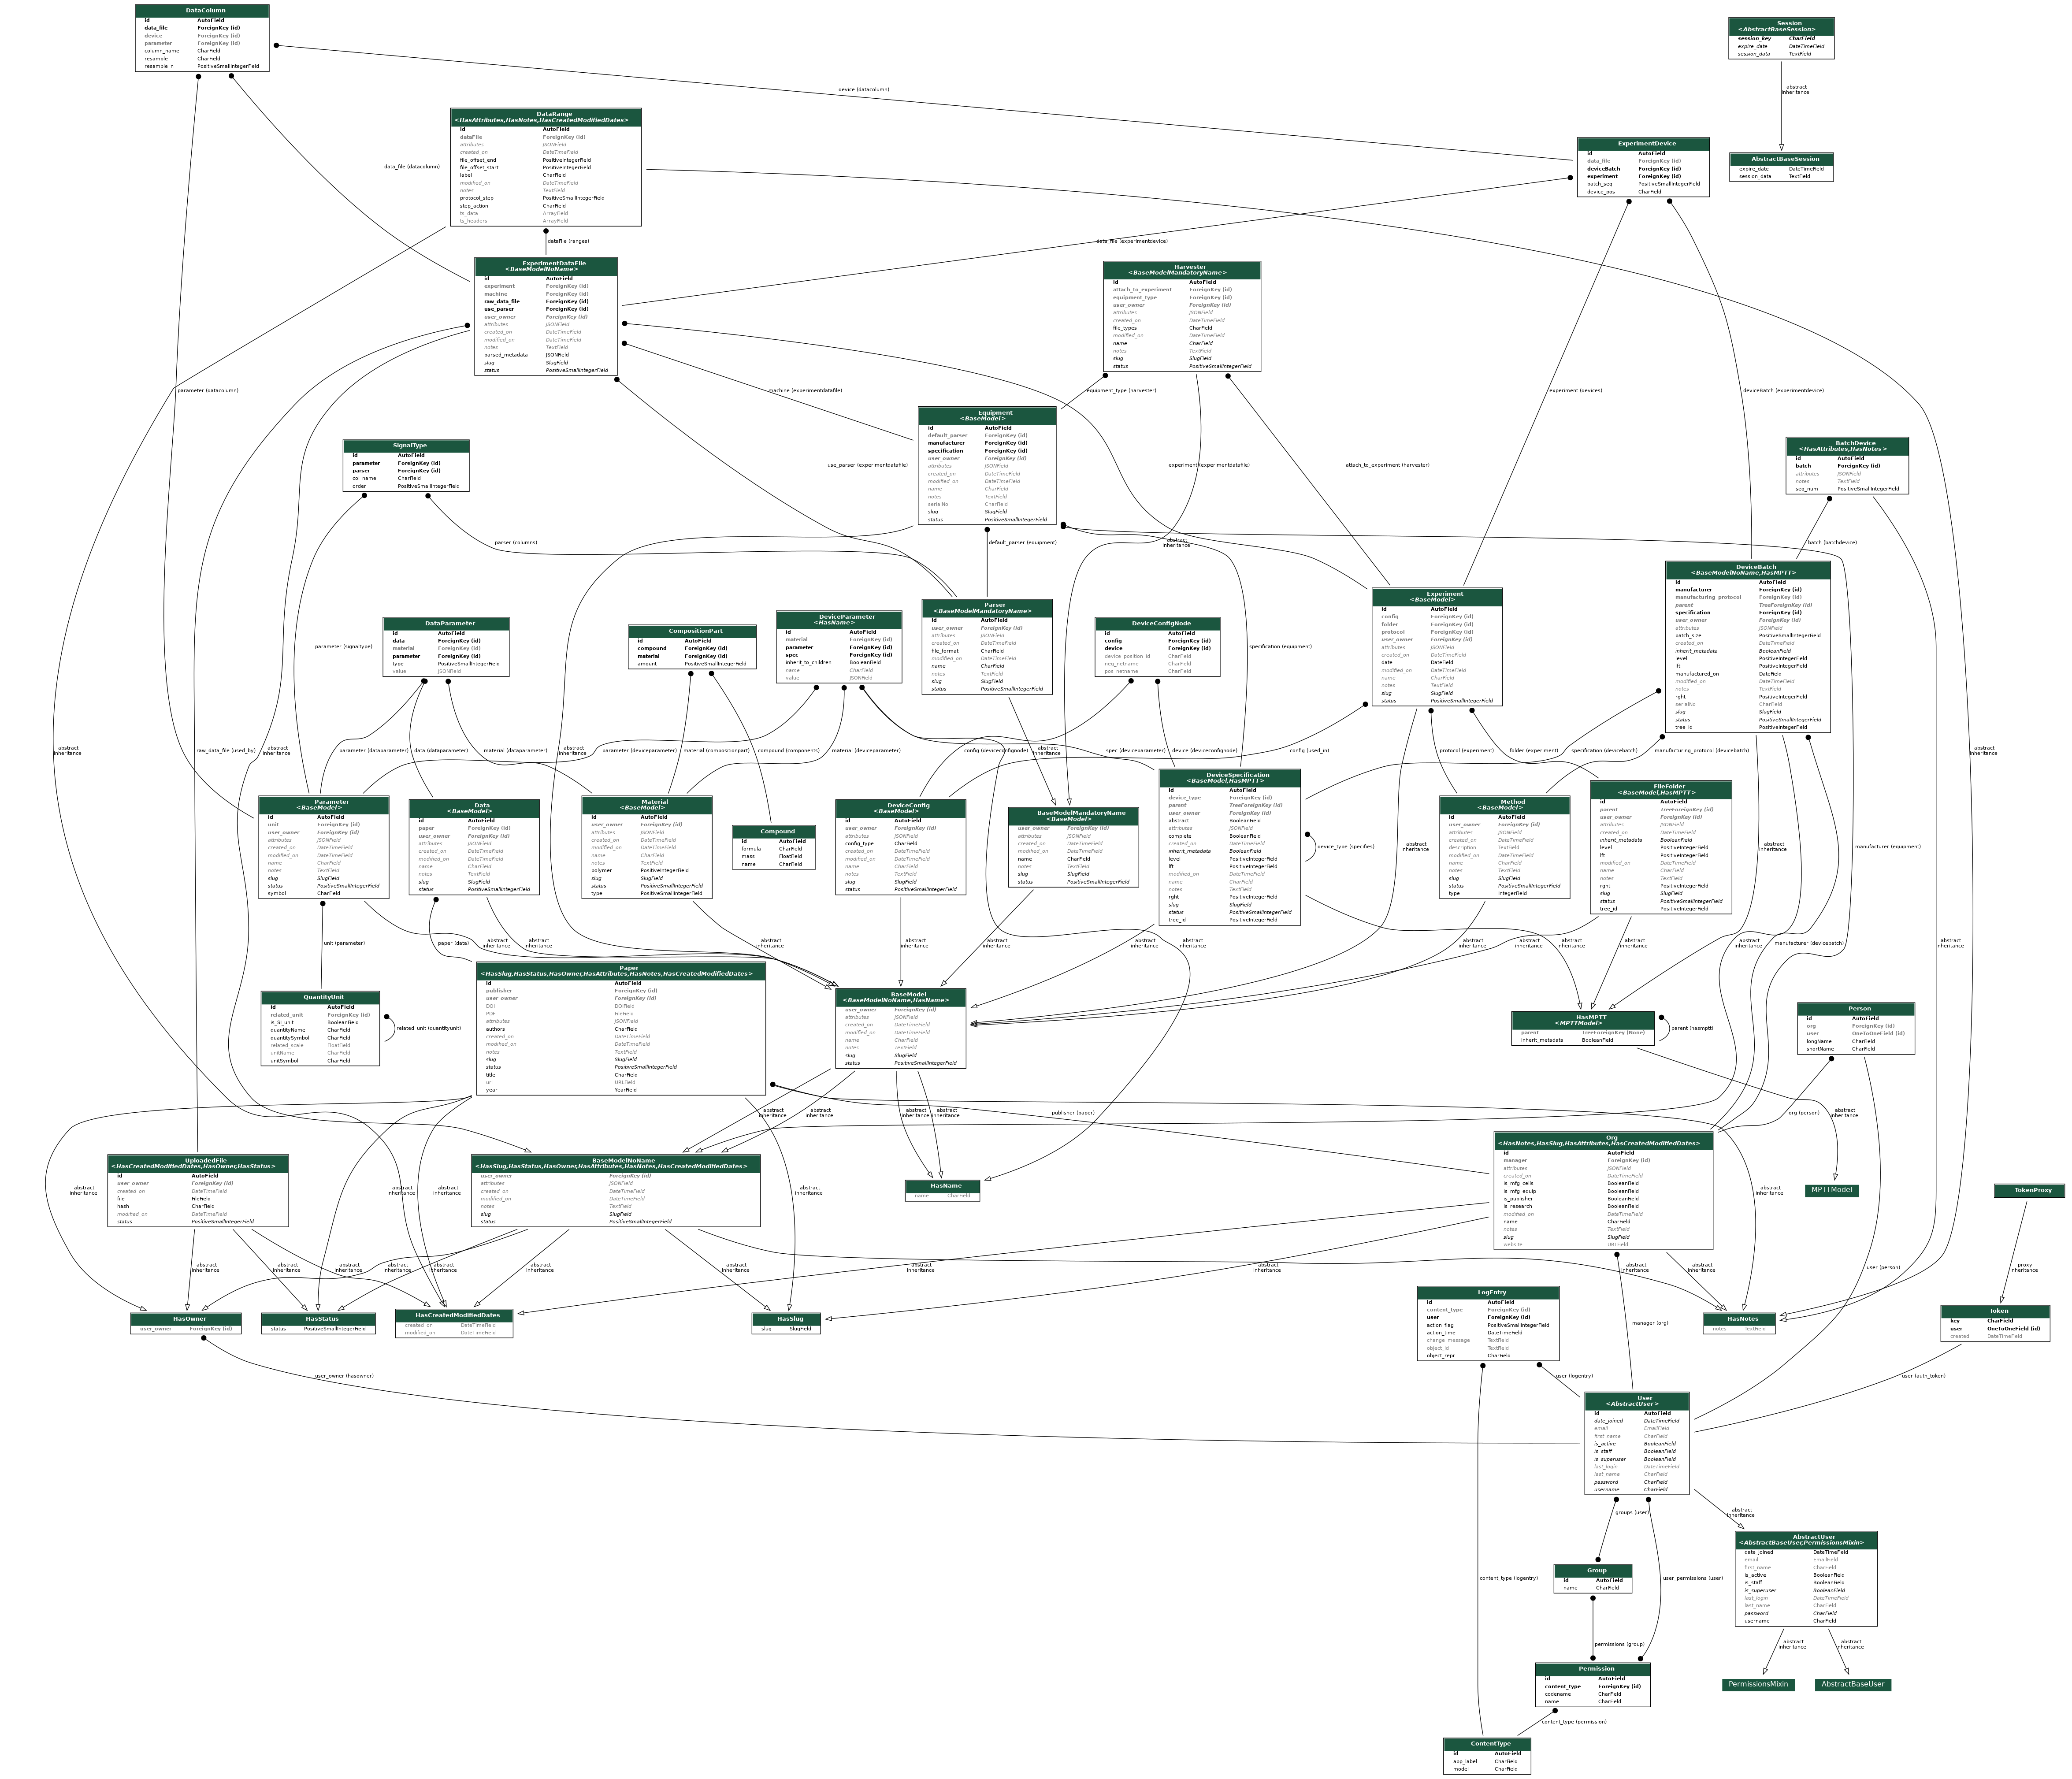 DataColumn
id AutoField
data_file ForeignKey (id)
device ForeignKey (id)
parameter ForeignKey (id)
column_name CharField
resample CharField
resample_n PositiveSmallIntegerField
Session
<AbstractBaseSession>
session_key CharField
expire_date DateTimeField
session_data TextField
device (datacolumn)
abstract
inheritance
DataRange
<HasAttributes,HasNotes,HasCreatedModifiedDates>
id AutoField
dataFile ForeignKey (id)
attributes JSONField
created_on DateTimeField
file_offset_end PositiveIntegerField
file_offset_start PositiveIntegerField
label CharField
modified_on DateTimeField
notes TextField
protocol_step PositiveSmallIntegerField
step_action CharField
ts_data ArrayField
ts_headers ArrayField
ExperimentDevice
id AutoField
data_file ForeignKey (id)
deviceBatch ForeignKey (id)
experiment ForeignKey (id)
batch_seq PositiveSmallIntegerField
device_pos CharField
AbstractBaseSession
expire_date DateTimeField
session_data TextField
data_file (datacolumn)
dataFile (ranges)
data_file (experimentdevice)
ExperimentDataFile
<BaseModelNoName>
id AutoField
experiment ForeignKey (id)
machine ForeignKey (id)
raw_data_file ForeignKey (id)
use_parser ForeignKey (id)
user_owner ForeignKey (id)
attributes JSONField
created_on DateTimeField
modified_on DateTimeField
notes TextField
parsed_metadata JSONField
slug SlugField
status PositiveSmallIntegerField
Harvester
<BaseModelMandatoryName>
id AutoField
attach_to_experiment ForeignKey (id)
equipment_type ForeignKey (id)
user_owner ForeignKey (id)
attributes JSONField
created_on DateTimeField
file_types CharField
modified_on DateTimeField
name CharField
notes TextField
slug SlugField
status PositiveSmallIntegerField
parameter (datacolumn)
machine (experimentdatafile)
equipment_type (harvester)
experiment (devices)
deviceBatch (experimentdevice)
Equipment
<BaseModel>
id AutoField
default_parser ForeignKey (id)
manufacturer ForeignKey (id)
specification ForeignKey (id)
user_owner ForeignKey (id)
attributes JSONField
created_on DateTimeField
modified_on DateTimeField
name CharField
notes TextField
serialNo CharField
slug SlugField
status PositiveSmallIntegerField
SignalType
id AutoField
parameter ForeignKey (id)
parser ForeignKey (id)
col_name CharField
order PositiveSmallIntegerField
BatchDevice
<HasAttributes,HasNotes>
id AutoField
batch ForeignKey (id)
attributes JSONField
notes TextField
seq_num PositiveSmallIntegerField
use_parser (experimentdatafile)
experiment (experimentdatafile)
attach_to_experiment (harvester)
parser (columns)
default_parser (equipment)
abstract
inheritance
batch (batchdevice)
DeviceBatch
<BaseModelNoName,HasMPTT>
id AutoField
manufacturer ForeignKey (id)
manufacturing_protocol ForeignKey (id)
parent TreeForeignKey (id)
specification ForeignKey (id)
user_owner ForeignKey (id)
attributes JSONField
batch_size PositiveSmallIntegerField
created_on DateTimeField
inherit_metadata BooleanField
level PositiveIntegerField
lft PositiveIntegerField
manufactured_on DateField
modified_on DateTimeField
notes TextField
rght PositiveIntegerField
serialNo CharField
slug SlugField
status PositiveSmallIntegerField
tree_id PositiveIntegerField
Experiment
<BaseModel>
id AutoField
config ForeignKey (id)
folder ForeignKey (id)
protocol ForeignKey (id)
user_owner ForeignKey (id)
attributes JSONField
created_on DateTimeField
date DateField
modified_on DateTimeField
name CharField
notes TextField
slug SlugField
status PositiveSmallIntegerField
Parser
<BaseModelMandatoryName>
id AutoField
user_owner ForeignKey (id)
attributes JSONField
created_on DateTimeField
file_format CharField
modified_on DateTimeField
name CharField
notes TextField
slug SlugField
status PositiveSmallIntegerField
DeviceParameter
<HasName>
id AutoField
material ForeignKey (id)
parameter ForeignKey (id)
spec ForeignKey (id)
inherit_to_children BooleanField
name CharField
value JSONField
DataParameter
id AutoField
data ForeignKey (id)
material ForeignKey (id)
parameter ForeignKey (id)
type PositiveSmallIntegerField
value JSONField
CompositionPart
id AutoField
compound ForeignKey (id)
material ForeignKey (id)
amount PositiveSmallIntegerField
DeviceConfigNode
id AutoField
config ForeignKey (id)
device ForeignKey (id)
device_position_id CharField
neg_netname CharField
pos_netname CharField
parameter (signaltype)
specification (equipment)
abstract
inheritance
raw_data_file (used_by)
abstract
inheritance
parameter (dataparameter)
data (dataparameter)
material (dataparameter)
abstract
inheritance
parameter (deviceparameter)
material (compositionpart)
compound (components)
material (deviceparameter)
config (deviceconfignode)
abstract
inheritance
spec (deviceparameter)
device (deviceconfignode)
config (used_in)
protocol (experiment)
folder (experiment)
specification (devicebatch)
manufacturing_protocol (devicebatch)
abstract
inheritance
DeviceSpecification
<BaseModel,HasMPTT>
id AutoField
device_type ForeignKey (id)
parent TreeForeignKey (id)
user_owner ForeignKey (id)
abstract BooleanField
attributes JSONField
complete BooleanField
created_on DateTimeField
inherit_metadata BooleanField
level PositiveIntegerField
lft PositiveIntegerField
modified_on DateTimeField
name CharField
notes TextField
rght PositiveIntegerField
slug SlugField
status PositiveSmallIntegerField
tree_id PositiveIntegerField
FileFolder
<BaseModel,HasMPTT>
id AutoField
parent TreeForeignKey (id)
user_owner ForeignKey (id)
attributes JSONField
created_on DateTimeField
inherit_metadata BooleanField
level PositiveIntegerField
lft PositiveIntegerField
modified_on DateTimeField
name CharField
notes TextField
rght PositiveIntegerField
slug SlugField
status PositiveSmallIntegerField
tree_id PositiveIntegerField
Parameter
<BaseModel>
id AutoField
unit ForeignKey (id)
user_owner ForeignKey (id)
attributes JSONField
created_on DateTimeField
modified_on DateTimeField
name CharField
notes TextField
slug SlugField
status PositiveSmallIntegerField
symbol CharField
Data
<BaseModel>
id AutoField
paper ForeignKey (id)
user_owner ForeignKey (id)
attributes JSONField
created_on DateTimeField
modified_on DateTimeField
name CharField
notes TextField
slug SlugField
status PositiveSmallIntegerField
Material
<BaseModel>
id AutoField
user_owner ForeignKey (id)
attributes JSONField
created_on DateTimeField
modified_on DateTimeField
name CharField
notes TextField
polymer PositiveIntegerField
slug SlugField
status PositiveSmallIntegerField
type PositiveSmallIntegerField
Compound
id AutoField
formula CharField
mass FloatField
name CharField
DeviceConfig
<BaseModel>
id AutoField
user_owner ForeignKey (id)
attributes JSONField
config_type CharField
created_on DateTimeField
modified_on DateTimeField
name CharField
notes TextField
slug SlugField
status PositiveSmallIntegerField
BaseModelMandatoryName
<BaseModel>
user_owner ForeignKey (id)
attributes JSONField
created_on DateTimeField
modified_on DateTimeField
name CharField
notes TextField
slug SlugField
status PositiveSmallIntegerField
Method
<BaseModel>
id AutoField
user_owner ForeignKey (id)
attributes JSONField
created_on DateTimeField
description TextField
modified_on DateTimeField
name CharField
notes TextField
slug SlugField
status PositiveSmallIntegerField
type IntegerField
device_type (specifies)
abstract
inheritance
abstract
inheritance
manufacturer (equipment)
unit (parameter)
paper (data)
abstract
inheritance
abstract
inheritance
abstract
inheritance
abstract
inheritance
abstract
inheritance
abstract
inheritance
abstract
inheritance
abstract
inheritance
abstract
inheritance
abstract
inheritance
abstract
inheritance
abstract
inheritance
manufacturer (devicebatch)
abstract
inheritance
Paper
<HasSlug,HasStatus,HasOwner,HasAttributes,HasNotes,HasCreatedModifiedDates>
id AutoField
publisher ForeignKey (id)
user_owner ForeignKey (id)
DOI DOIField
PDF FileField
attributes JSONField
authors CharField
created_on DateTimeField
modified_on DateTimeField
notes TextField
slug SlugField
status PositiveSmallIntegerField
title CharField
url URLField
year YearField
QuantityUnit
id AutoField
related_unit ForeignKey (id)
is_SI_unit BooleanField
quantityName CharField
quantitySymbol CharField
related_scale FloatField
unitName CharField
unitSymbol CharField
related_unit (quantityunit)
BaseModel
<BaseModelNoName,HasName>
user_owner ForeignKey (id)
attributes JSONField
created_on DateTimeField
modified_on DateTimeField
name CharField
notes TextField
slug SlugField
status PositiveSmallIntegerField
HasMPTT
<MPTTModel>
parent TreeForeignKey (None)
inherit_metadata BooleanField
parent (hasmptt)
Person
id AutoField
org ForeignKey (id)
user OneToOneField (id)
longName CharField
shortName CharField
abstract
inheritance
abstract
inheritance
abstract
inheritance
abstract
inheritance
publisher (paper)
org (person)
abstract
inheritance
Org
<HasNotes,HasSlug,HasAttributes,HasCreatedModifiedDates>
id AutoField
manager ForeignKey (id)
attributes JSONField
created_on DateTimeField
is_mfg_cells BooleanField
is_mfg_equip BooleanField
is_publisher BooleanField
is_research BooleanField
modified_on DateTimeField
name CharField
notes TextField
slug SlugField
website URLField
UploadedFile
<HasCreatedModifiedDates,HasOwner,HasStatus>
id AutoField
user_owner ForeignKey (id)
created_on DateTimeField
file FileField
hash CharField
modified_on DateTimeField
status PositiveSmallIntegerField
BaseModelNoName
<HasSlug,HasStatus,HasOwner,HasAttributes,HasNotes,HasCreatedModifiedDates>
user_owner ForeignKey (id)
attributes JSONField
created_on DateTimeField
modified_on DateTimeField
notes TextField
slug SlugField
status PositiveSmallIntegerField
HasName
name CharField
MPTTModel
TokenProxy
abstract
inheritance
abstract
inheritance
abstract
inheritance
abstract
inheritance
abstract
inheritance
abstract
inheritance
abstract
inheritance
abstract
inheritance
abstract
inheritance
abstract
inheritance
abstract
inheritance
abstract
inheritance
abstract
inheritance
abstract
inheritance
abstract
inheritance
abstract
inheritance
user (person)
proxy
inheritance
LogEntry
id AutoField
content_type ForeignKey (id)
user ForeignKey (id)
action_flag PositiveSmallIntegerField
action_time DateTimeField
change_message TextField
object_id TextField
object_repr CharField
HasOwner
user_owner ForeignKey (id)
HasStatus
status PositiveSmallIntegerField
HasCreatedModifiedDates
created_on DateTimeField
modified_on DateTimeField
HasSlug
slug SlugField
HasNotes
notes TextField
Token
key CharField
user OneToOneField (id)
created DateTimeField
manager (org)
user_owner (hasowner)
user (logentry)
user (auth_token)
User
<AbstractUser>
id AutoField
date_joined DateTimeField
email EmailField
first_name CharField
is_active BooleanField
is_staff BooleanField
is_superuser BooleanField
last_login DateTimeField
last_name CharField
password CharField
username CharField
groups (user)
abstract
inheritance
AbstractUser
<AbstractBaseUser,PermissionsMixin>
date_joined DateTimeField
email EmailField
first_name CharField
is_active BooleanField
is_staff BooleanField
is_superuser BooleanField
last_login DateTimeField
last_name CharField
password CharField
username CharField
Group
id AutoField
name CharField
content_type (logentry)
user_permissions (user)
permissions (group)
abstract
inheritance
abstract
inheritance
Permission
id AutoField
content_type ForeignKey (id)
codename CharField
name CharField
PermissionsMixin
AbstractBaseUser
content_type (permission)
ContentType
id AutoField
app_label CharField
model CharField